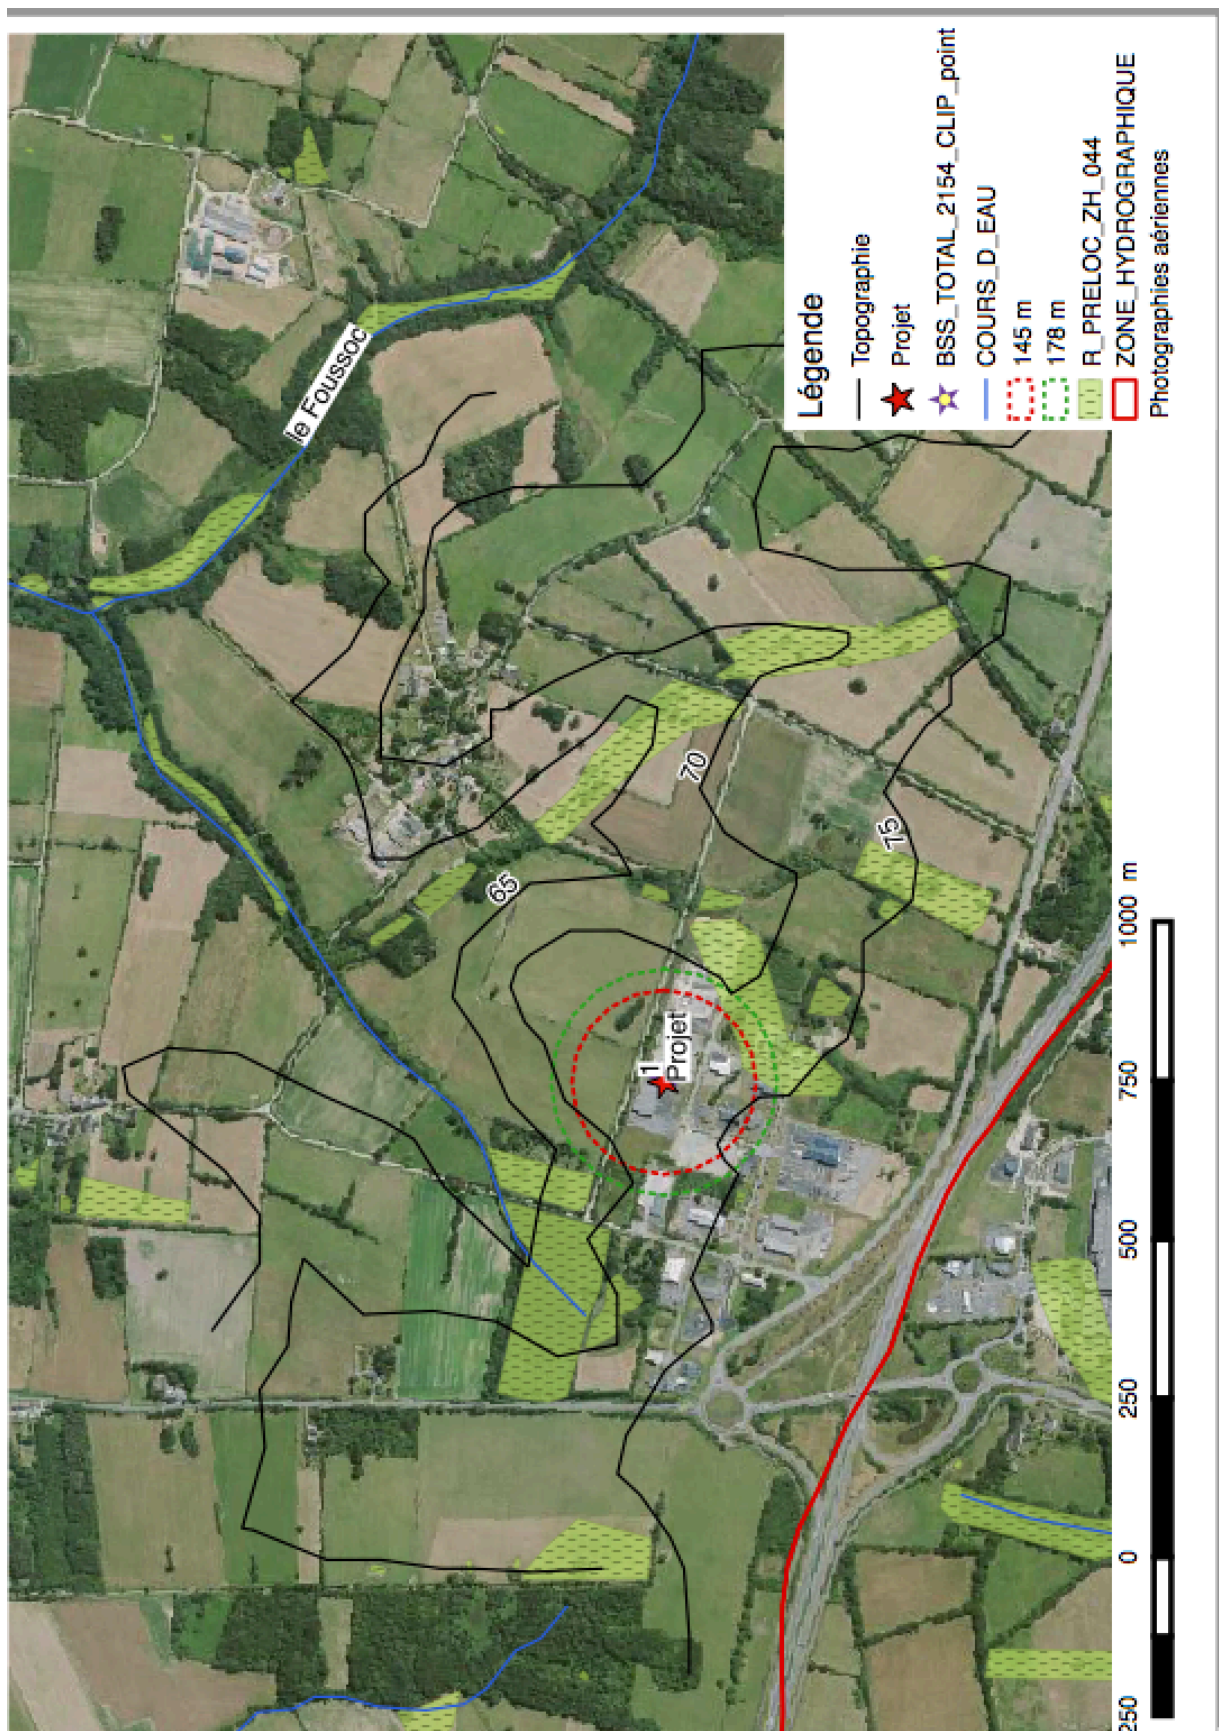 le Foussoc
65
70
75
1
Projet
Légende
Topographie
Projet
BSS_TOTAL_2154_CLIP_point
COURS_D_EAU
145 m
178 m
R_PRELOC_ZH_044
ZONE_HYDROGRAPHIQUE
Photographies aériennes
250 0 250 500 750 1000 m